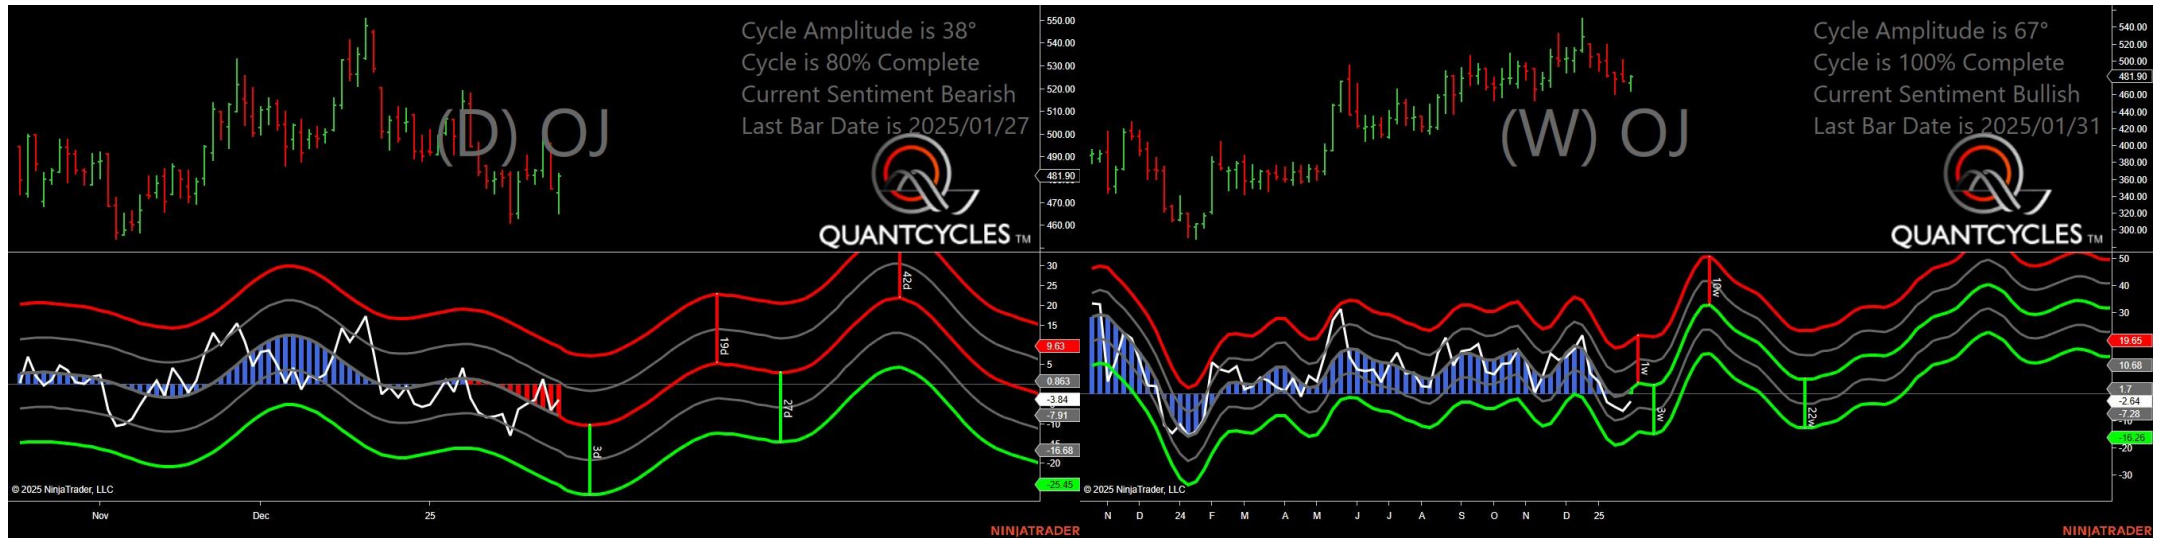 Cycle Amplitude is 38°
Cycle is 80% Complete
Current Sentiment Bearish
Last Bar Date is 2025/01/27
(D) OJ
QUANTCYCLES TM
550.00
540.00
530.00
520.00
510.00
500.00
490.00
481.90
470.00
460.00
42d
19d
27d
3d
30
25
20
15
9.63
5
0.863
-3.84
-7.91
-10
-15
-16.68
-20
-25.45
© 2025 NinjaTrader, LLC
Nov
Dec
25
NINJATRADER
Cycle Amplitude is 67°
Cycle is 100% Complete
Current Sentiment Bullish
Last Bar Date is 2025/01/31
(W) OJ
QUANTCYCLES TM
540.00
520.00
500.00
481.90
460.00
440.00
420.00
400.00
380.00
360.00
340.00
320.00
300.00
10w
1w
3w
22w
50
40
30
19.65
10.68
1.7
-2.64
-7.28
-10
-16.26
-20
-30
© 2025 NinjaTrader, LLC
N D 24 F M A M J J A S O N D 25
NINJATRADER